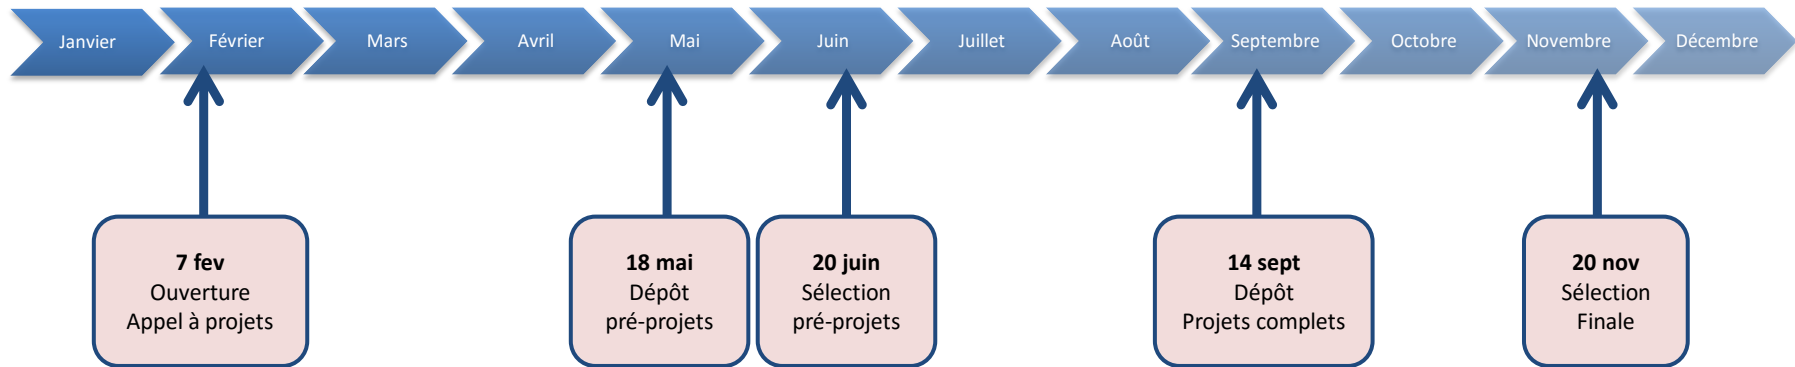 Janvier
Février
Mars
Avril
Mai
Juin
Juillet
Août
Septembre
Octobre
Novembre
Décembre
7 fev
Ouverture
Appel à projets
18 mai
Dépôt
pré-projets
20 juin
Sélection
pré-projets
14 sept
Dépôt
Projets complets
20 nov
Sélection
Finale